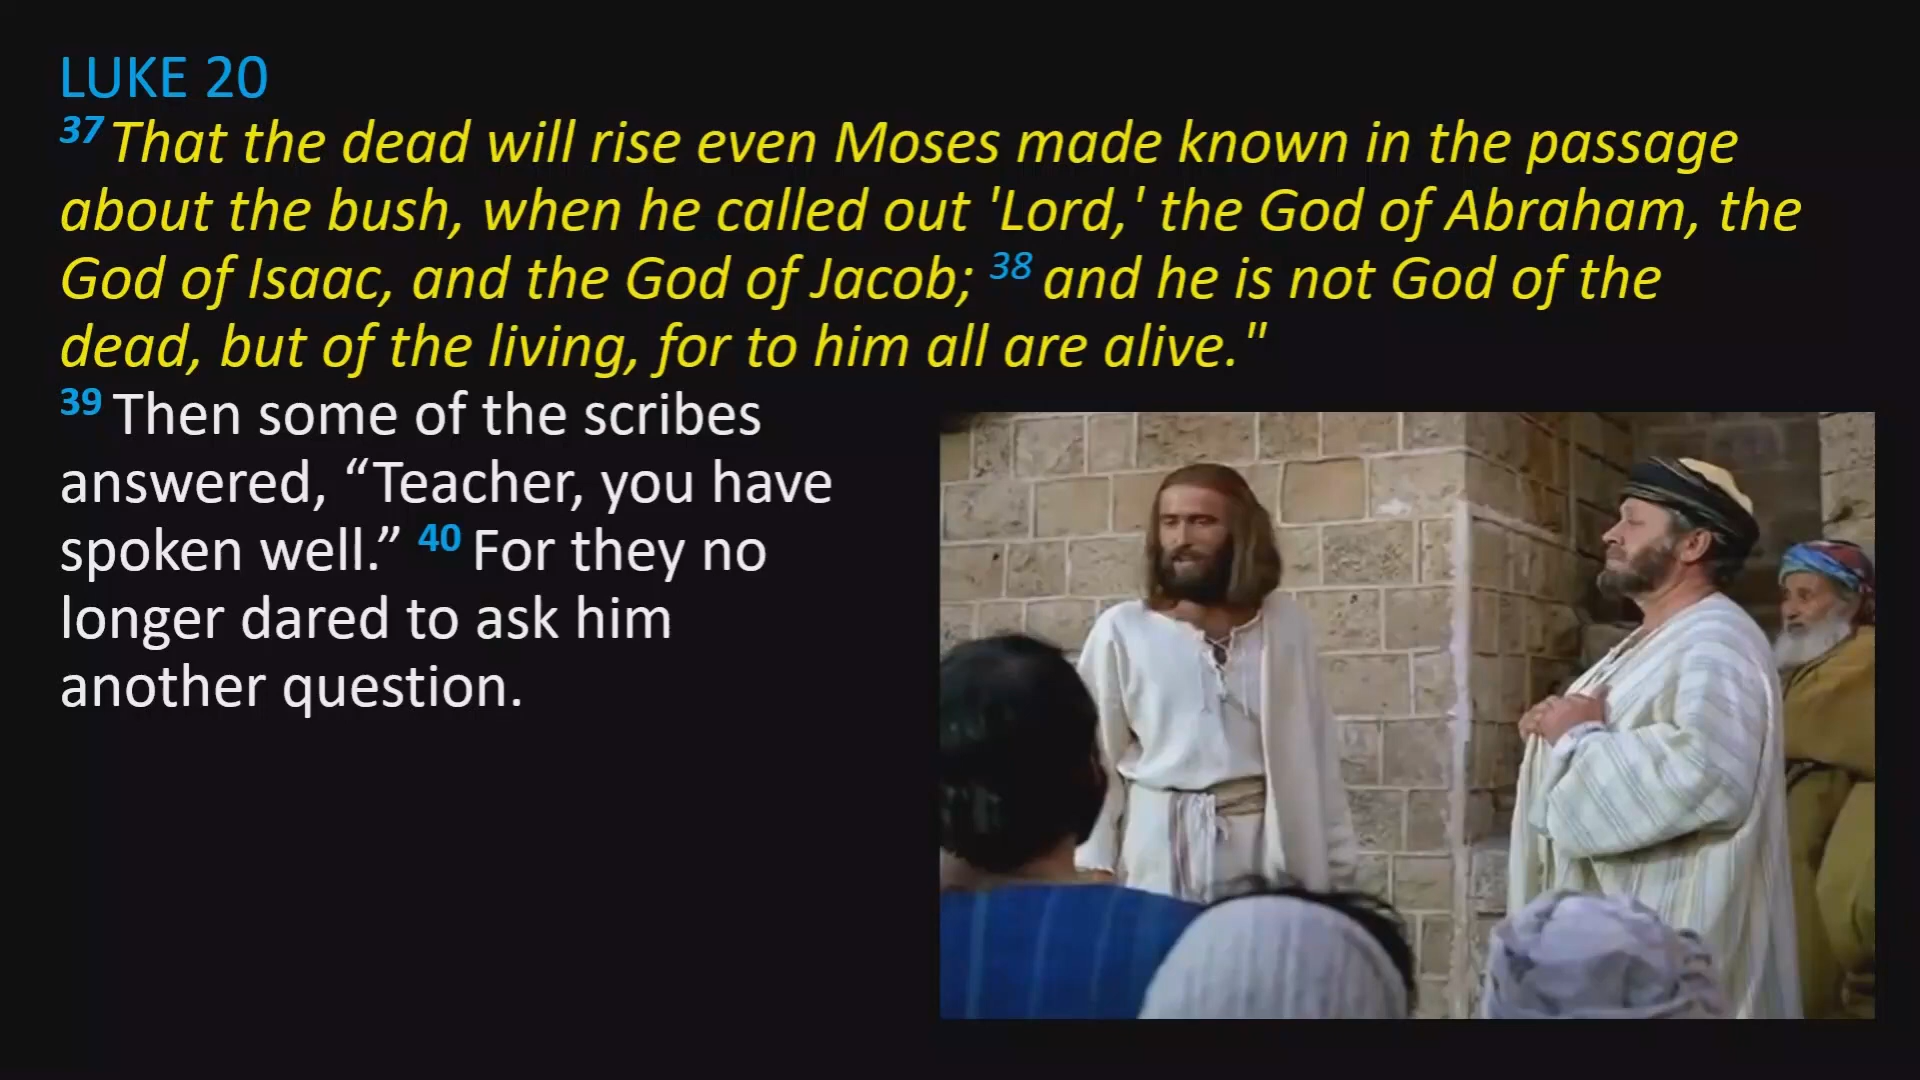 LUKE 20
37 That the dead will rise even Moses made known in the passage
about the bush, when he called out 'Lord,' the God of Abraham, the
God of Isaac, and the God of Jacob; 38 and he is not God of the
dead, but of the living, for to him all are alive."
39 Then some of the scribes
answered, “Teacher, you have
spoken well.” 40 For they no
longer dared to ask him
another question.